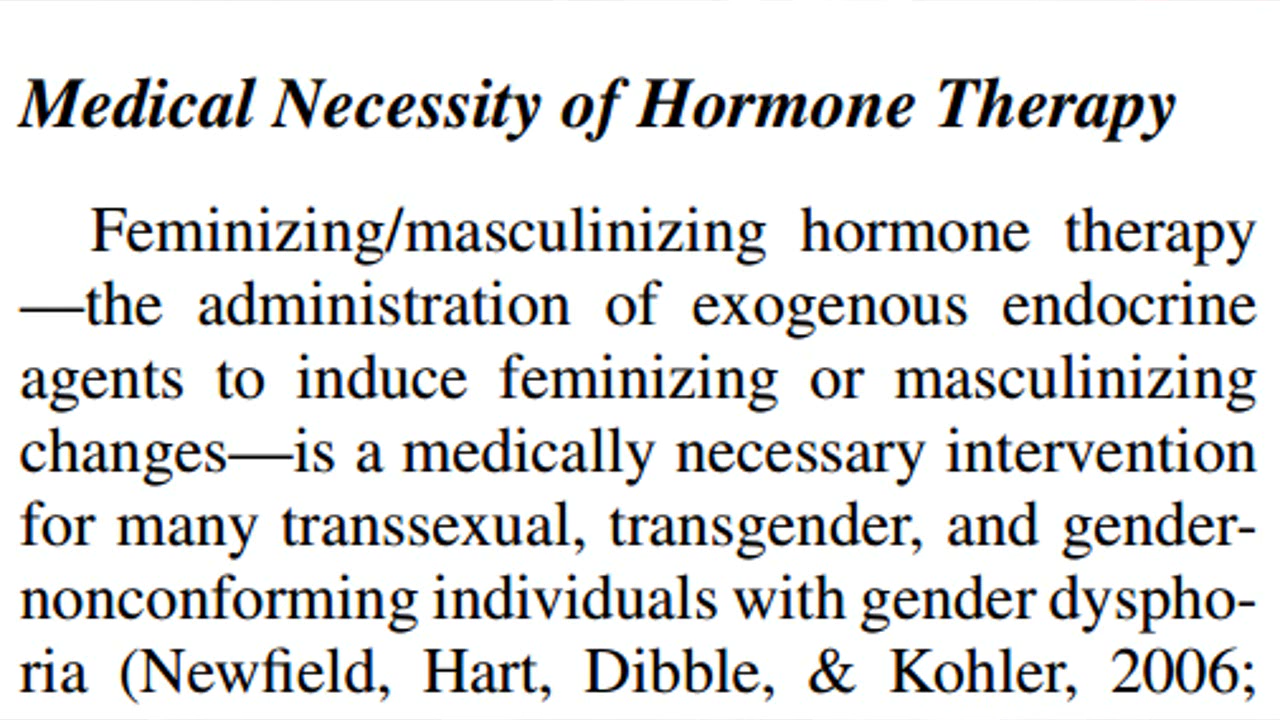 Medical Necessity of Hormone Therapy
Feminizing/masculinizing hormone therapy
—the administration of exogenous endocrine
agents to induce feminizing or masculinizing
changes—is a medically necessary intervention
for many transsexual, transgender, and gender-
nonconforming individuals with gender dyspho-
ria (Newfield, Hart, Dibble, & Kohler, 2006;